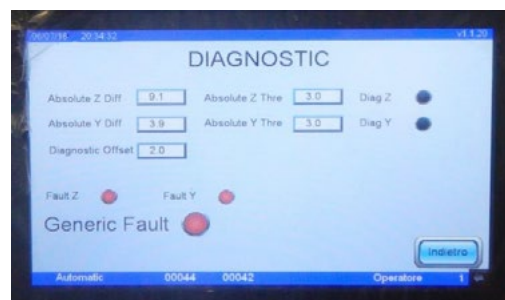 06/07/16 20:34:32 v1.1.20
DIAGNOSTIC
Absolute Z Diff 9.1 Absolute Z Thre 3.0 Diag Z
Absolute Y Diff 3.9 Absolute Y Thre 3.0 Diag Y
Diagnostic Offset 2.0
Fault Z Fault Y
Generic Fault
Indietro
Automatic 00044 00042 Operatore 1